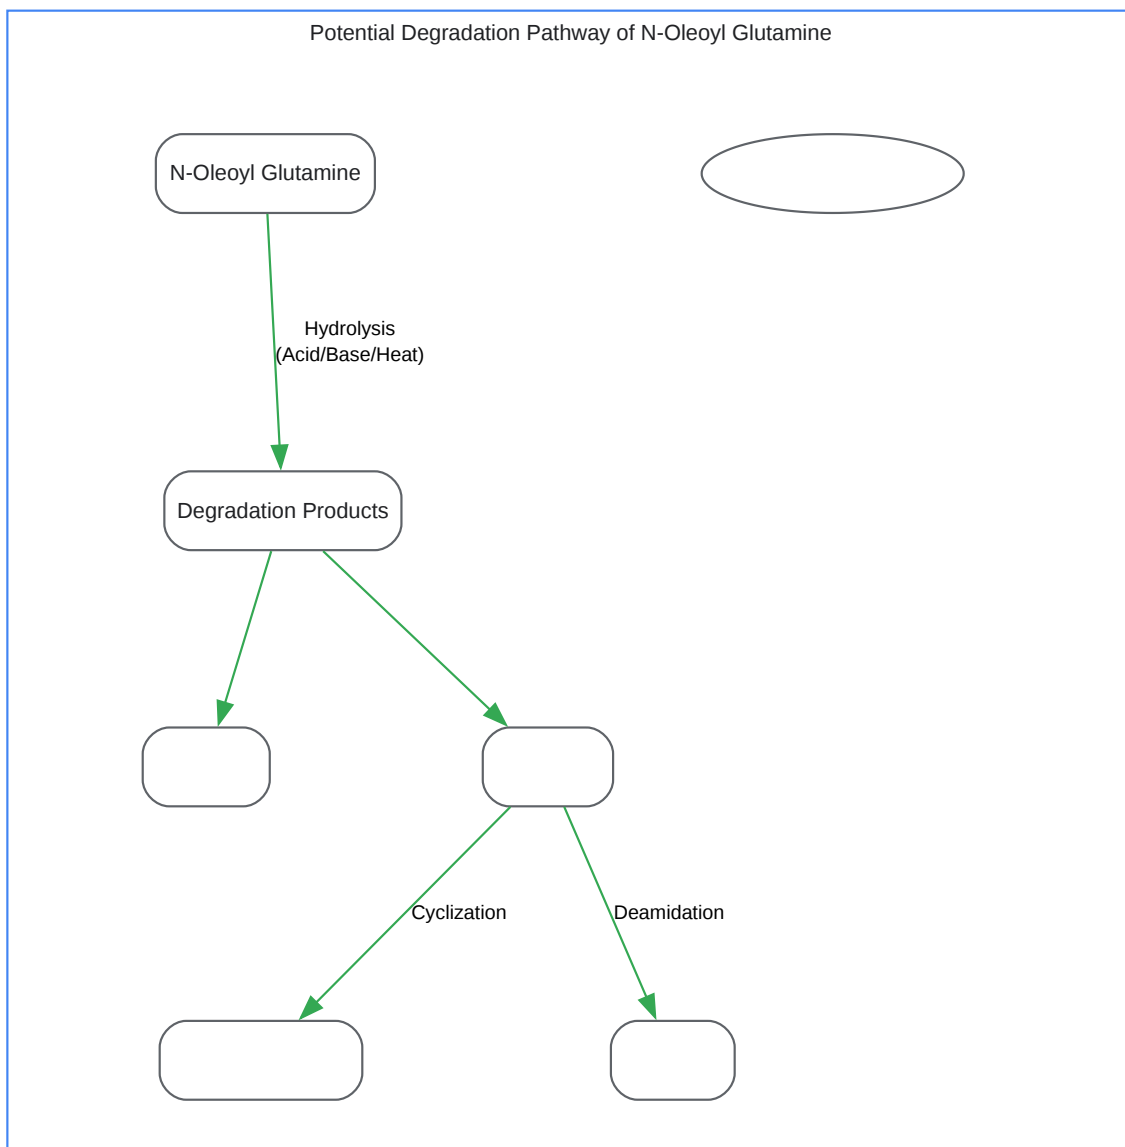 Potential Degradation Pathway of N-Oleoyl Glutamine
N-Oleoyl Glutamine
Hydrolysis
(Acid/Base/Heat)
Degradation Products
Cyclization
Deamidation